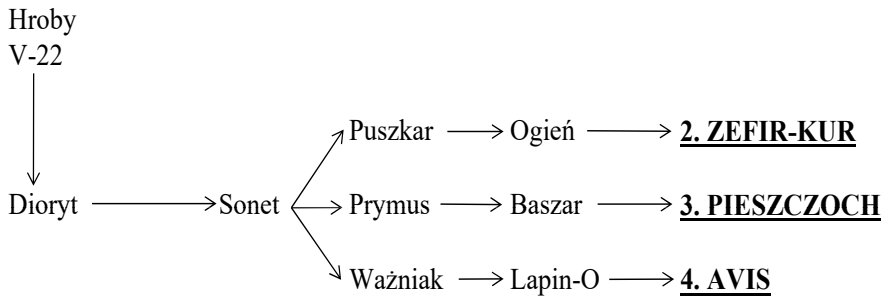 Hroby
V-22
Puszkar Ogień 2. ZEFIR-KUR
Dioryt Sonet Prymus Baszar 3. PIESZCZOCH
Ważniak Lapin-O 4. AVIS